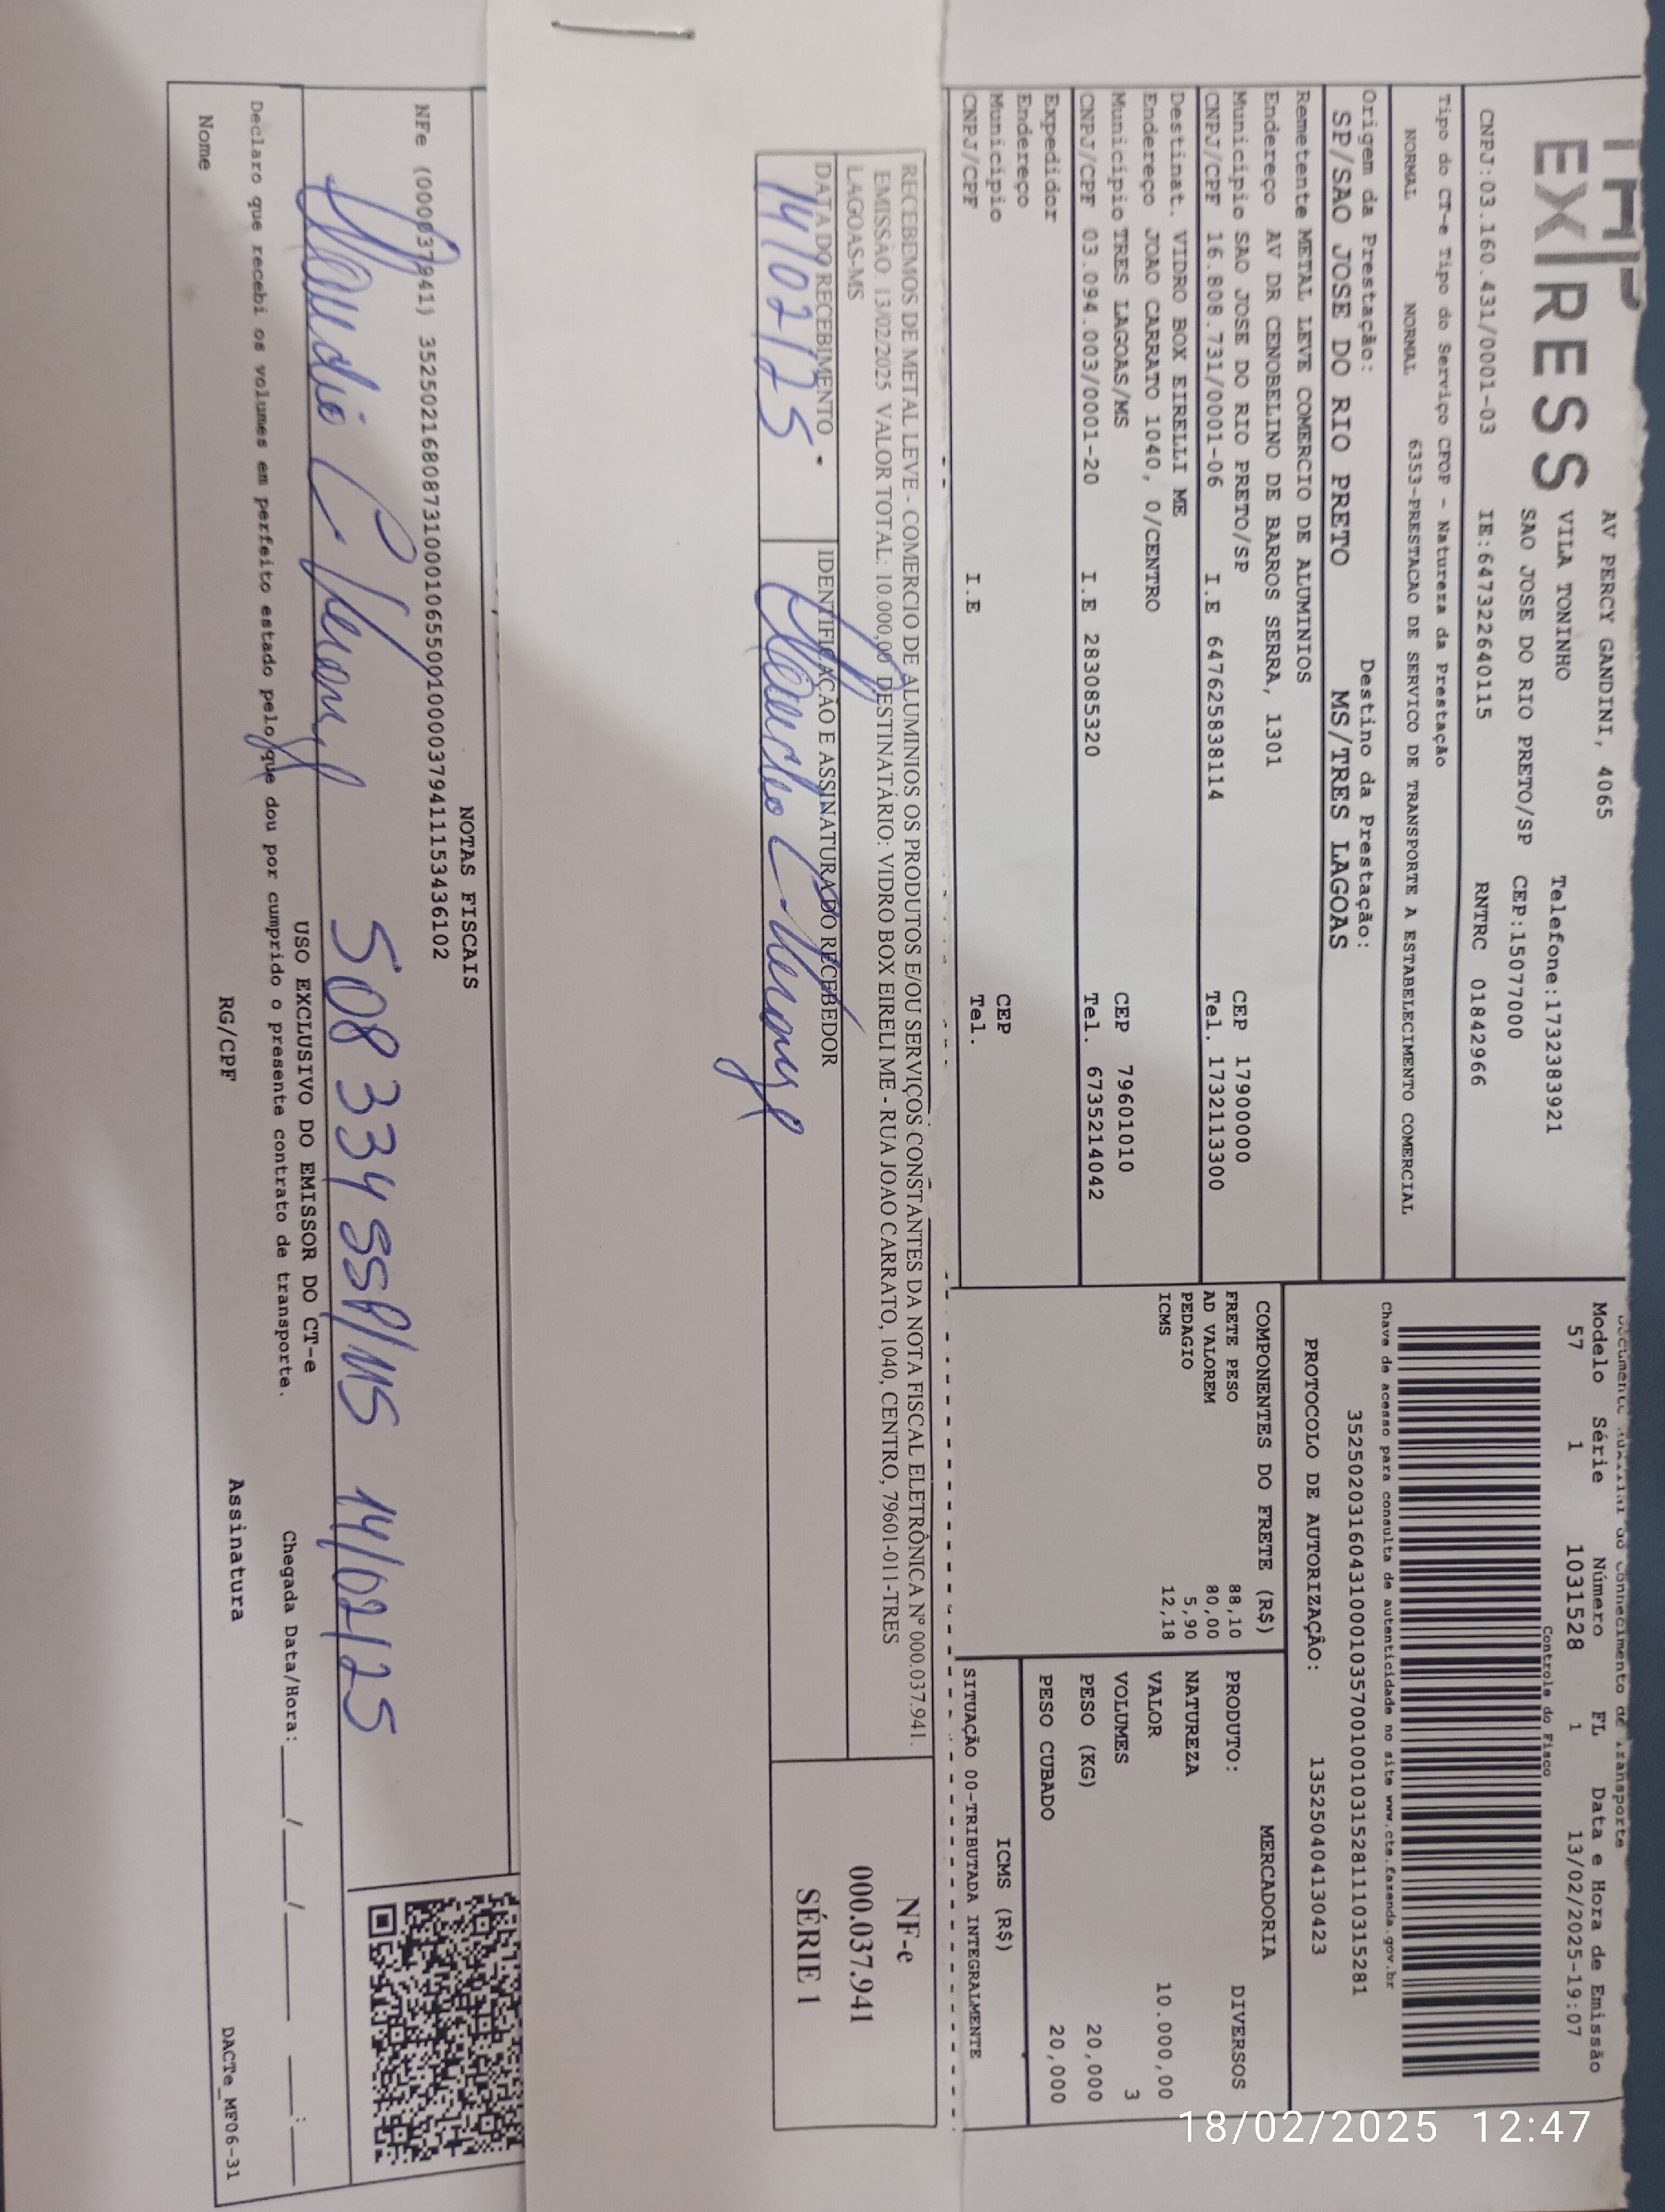 EXPRESS
AV PERCY GANDINI, 4065
VILA TONINHO
Telefone:1732383921
SAO JOSE DO RIO PRETO/SP CEP:15077000
CNPJ:03.160.431/0001-03 IE:647322640115 RNTRC 01842966
Tipo do CT-e Tipo do Serviço CFOP - Natureza da Prestação
NORMAL NORMAL 6353-PRESTACAO DE SERVICO DE TRANSPORTE A ESTABELECIMENTO COMERCIAL
Origem da Prestação: Destino da Prestação:
SP/SAO JOSE DO RIO PRETO MS/TRES LAGOAS
Remetente METAL LEVE COMERCIO DE ALUMINIOS
Endereço AV DR CENOBELINO DE BARROS SERRA, 1301
Município SAO JOSE DO RIO PRETO/SP CEP 17900000
CNPJ/CPF 16.808.731/0001-06 I.E 647625838114 Tel. 1732113300
Destinat. VIDRO BOX EIRELLI ME
Endereço JOAO CARRATO 1040, 0/CENTRO
Município TRES LAGOAS/MS CEP 79601010
CNPJ/CPF 03.094.003/0001-20 I.E 283085320 Tel. 6735214042
Expedidor
Endereço
Município CEP
CNPJ/CPF I.E Tel.
Documento Auxiliar do Conhecimento de Transporte
Modelo Série Número FL Data e Hora de Emissão
57 1 1031528 1 13/02/2025-19:07
Controle do Fisco
Chave de acesso para consulta de autenticidade no site www.cte.fazenda.gov.br
35250203160431000103570010010315281110315281
PROTOCOLO DE AUTORIZAÇÃO: 135250404130423
COMPONENTES DO FRETE (R$)
FRETE PESO 88,10
AD VALOREM 80,00
PEDAGIO 5,90
ICMS 12,18
MERCADORIA
PRODUTO: DIVERSOS
NATUREZA
VALOR 10.000,00
VOLUMES 3
PESO (KG) 20,000
PESO CUBADO 20,000
ICMS (R$)
SITUAÇÃO 00-TRIBUTADA INTEGRALMENTE
RECEBEMOS DE METAL LEVE - COMERCIO DE ALUMINIOS OS PRODUTOS E/OU SERVIÇOS CONSTANTES DA NOTA FISCAL ELETRÔNICA Nº 000.037.941.
EMISSÃO: 13/02/2025 VALOR TOTAL: 10.000,00 DESTINATÁRIO: VIDRO BOX EIRELI ME - RUA JOAO CARRATO, 1040, CENTRO, 79601-011-TRES
LAGOAS-MS
DATA DO RECEBIMENTO IDENTIFICAÇÃO E ASSINATURA DO RECEBEDOR
14/02/25
NF-e
000.037.941
SÉRIE 1
NOTAS FISCAIS
NFe (000037941) 35250216808731000106550010000379411153436102
USO EXCLUSIVO DO EMISSOR DO CT-e
508 334 SSP/MS 14/02/25
Declaro que recebi os volumes em perfeito estado pelo que dou por cumprido o presente contrato de transporte. Chegada Data/Hora: ___/___/____ ___:___
Nome RG/CPF Assinatura
DACTe_MF06-31
18/02/2025 12:47